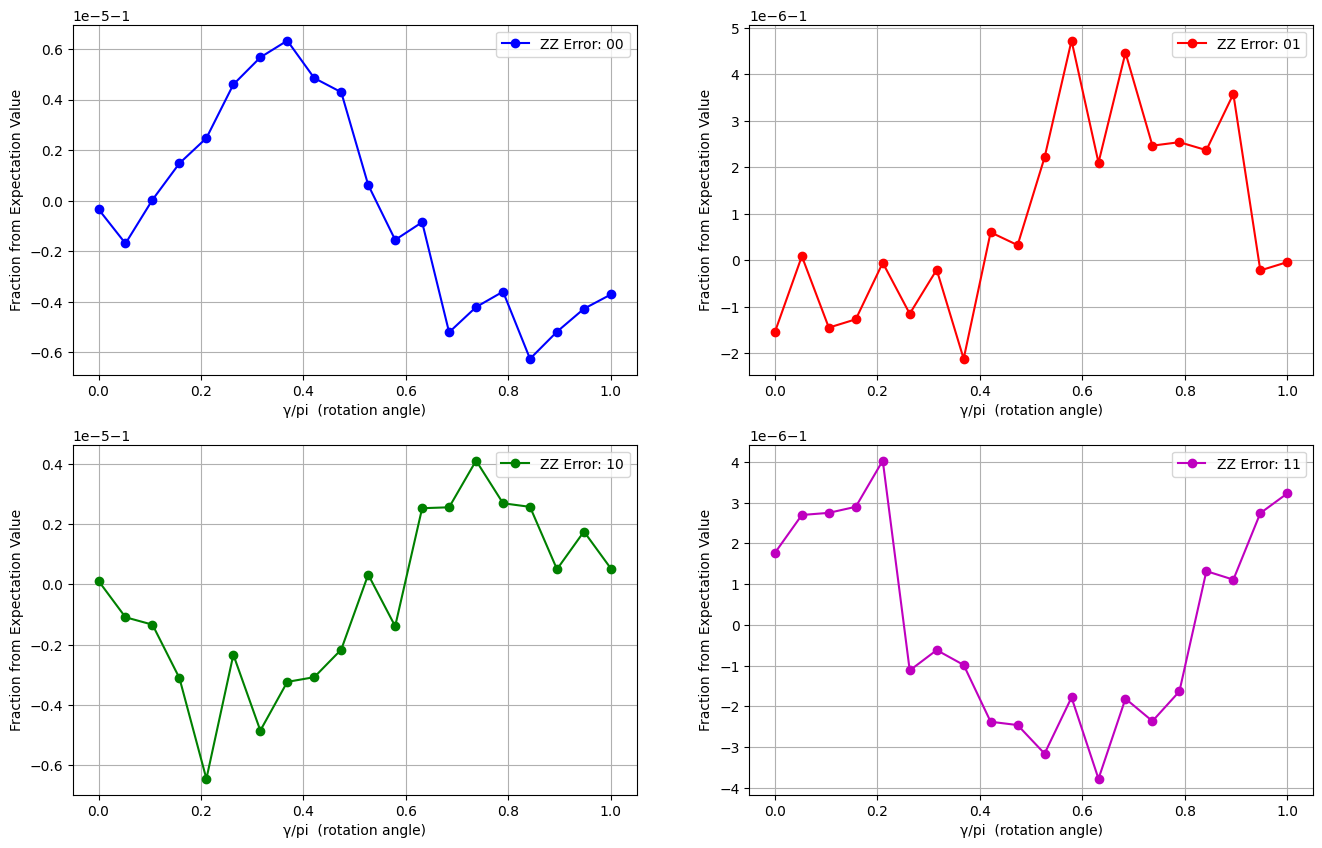 1e−5−1
ZZ Error: 00
Fraction from Expectation Value
0.6
0.4
0.2
0.0
−0.2
−0.4
−0.6
0.0 0.2 0.4 0.6 0.8 1.0
γ/pi (rotation angle)
1e−6−1
ZZ Error: 01
Fraction from Expectation Value
5
4
3
2
1
0
−1
−2
0.0 0.2 0.4 0.6 0.8 1.0
γ/pi (rotation angle)
1e−5−1
ZZ Error: 10
Fraction from Expectation Value
0.4
0.2
0.0
−0.2
−0.4
−0.6
0.0 0.2 0.4 0.6 0.8 1.0
γ/pi (rotation angle)
1e−6−1
ZZ Error: 11
Fraction from Expectation Value
4
3
2
1
0
−1
−2
−3
−4
0.0 0.2 0.4 0.6 0.8 1.0
γ/pi (rotation angle)